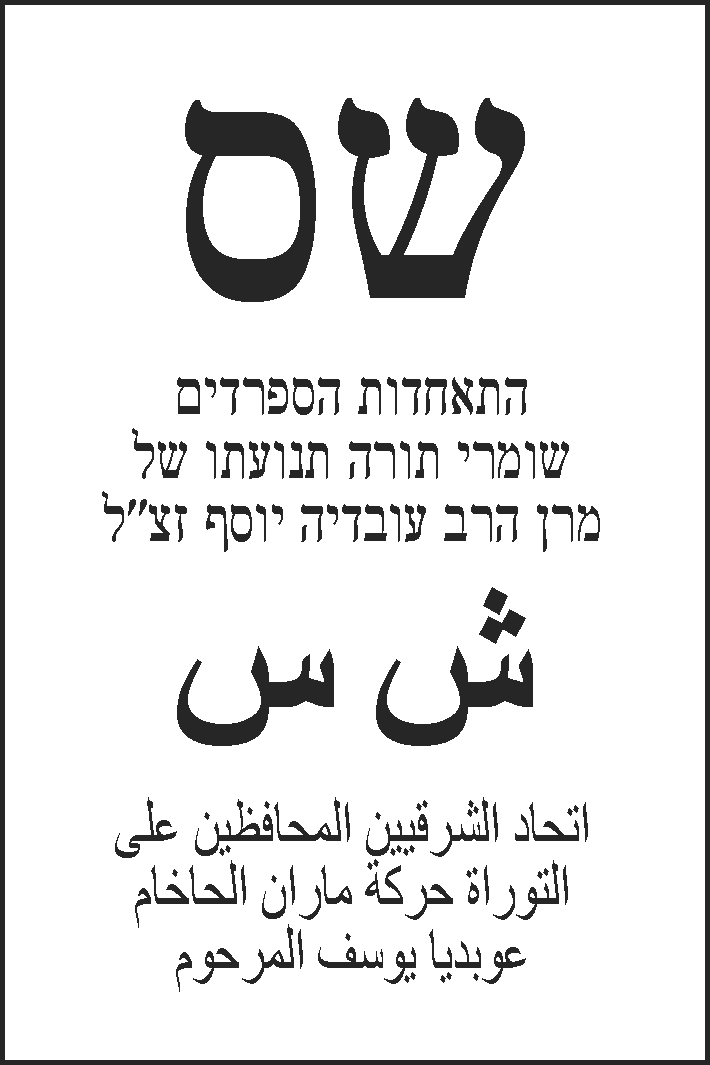 שס
התאחדות הספרדים
שומרי תורה תנועתו של
מרן הרב עובדיה יוסף זצ"ל
ش س
اتحاد الشرقيين المحافظين على
التوراة حركة ماران الحاخام
عوبديا يوسف المرحوم